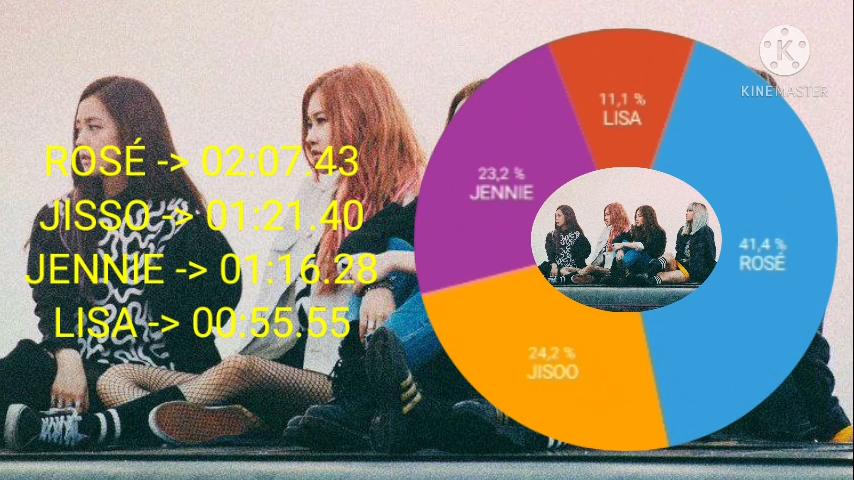 ROSÉ -> 02:07.43
JISSO -> 01:21.40
JENNIE -> 01:16.28
LISA -> 00:55.55
11,1 %
LISA
23,2 %
JENNIE
41,4 %
ROSÉ
24,2 %
JISOO
K
KINEMASTER